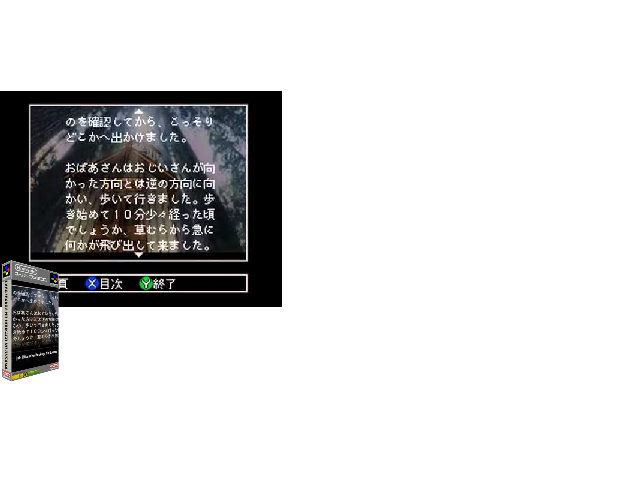 のを確認してから、こっそり
どこかへ出かけました。
おばあさんはおじいさんが向
かった方向とは逆の方向に向
かい、歩いて行きました。歩
き始めて10分少々経った頃
でしょうか、草むらから急に
何かが飛び出して来ました。
頁 X目次 Y終了